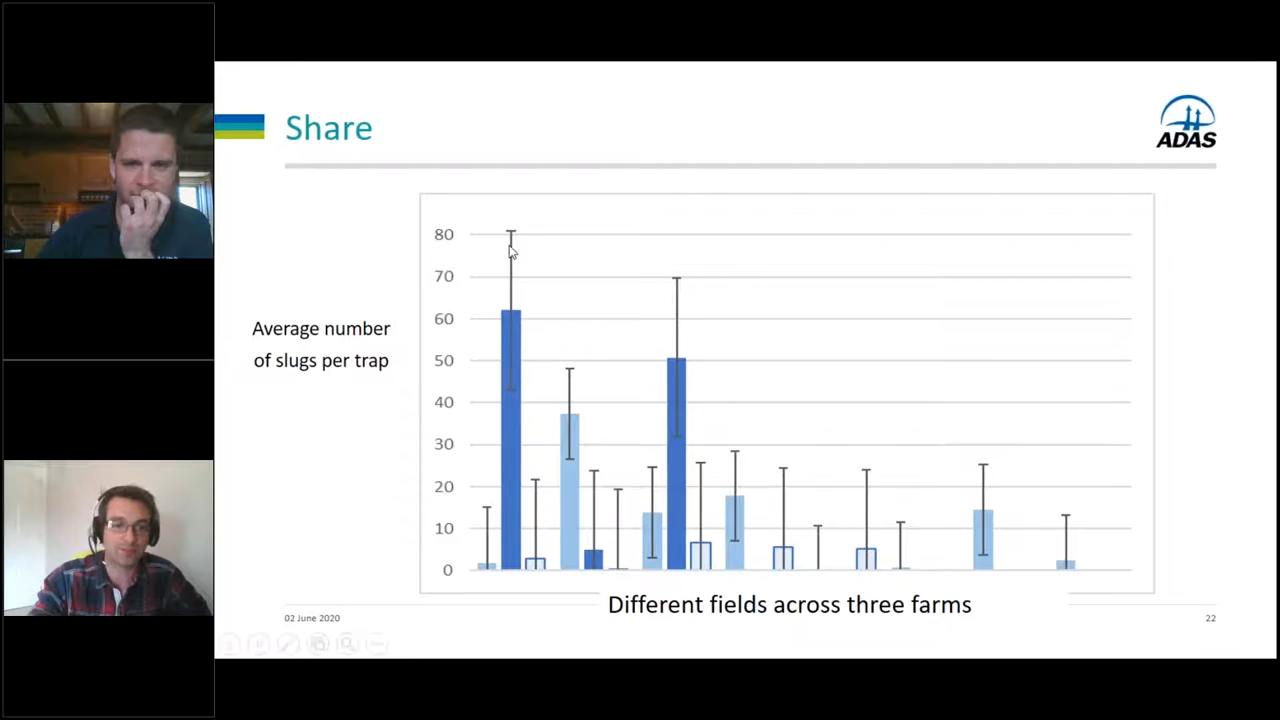 Share
ADAS
80
70
60
50
40
30
20
10
0
Average number
of slugs per trap
Different fields across three farms
02 June 2020
22